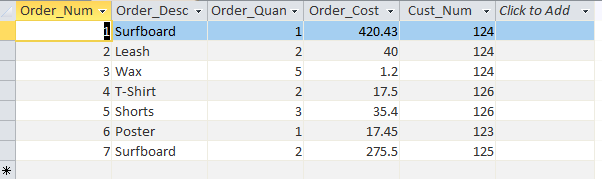 Order_Num Order_Desc Order_Quan Order_Cost Cust_Num Click to Add
1 Surfboard 1 420.43 124
2 Leash 2 40 124
3 Wax 5 1.2 124
4 T-Shirt 2 17.5 126
5 Shorts 3 35.4 126
6 Poster 1 17.45 123
7 Surfboard 2 275.5 125